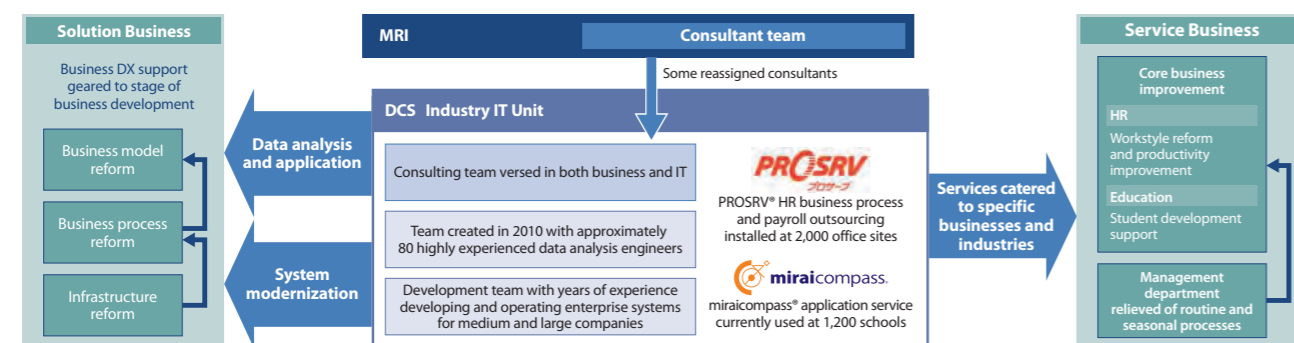 Solution Business
Business DX support
geared to stage of
business development
Business model
reform
Business process
reform
Infrastructure
reform
Data analysis
and application
System
modernization
MRI
Consultant team
Some reassigned consultants
DCS Industry IT Unit
Consulting team versed in both business and IT
Team created in 2010 with approximately
80 highly experienced data analysis engineers
Development team with years of experience
developing and operating enterprise systems
for medium and large companies
PROSRV
プロサーブ
PROSRV® HR business process
and payroll outsourcing
installed at 2,000 office sites
miraicompass
miraicompass® application service
currently used at 1,200 schools
Services catered
to specific
businesses and
industries
Service Business
Core business
improvement
HR
Workstyle reform
and productivity
improvement
Education
Student development
support
Management
department
relieved of routine and
seasonal processes